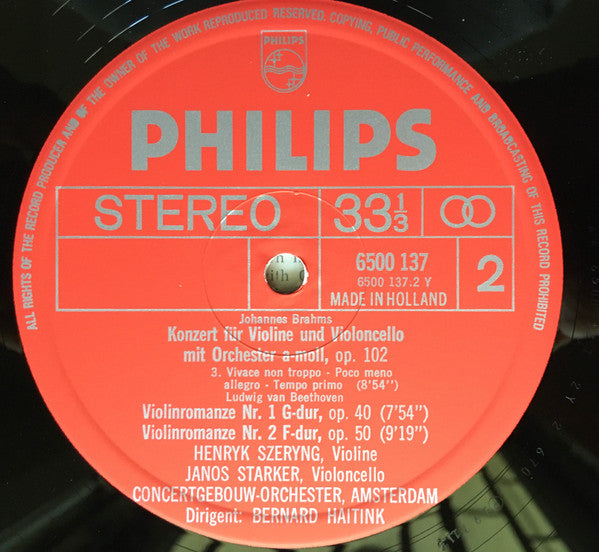 ALL RIGHTS OF THE RECORD PRODUCER AND OF THE OWNER OF THE WORK REPRODUCED RESERVED. COPYING, PUBLIC PERFORMANCE AND BROADCASTING OF THIS RECORD PROHIBITED
PHILIPS
PHILIPS
STEREO 33 1/3
6500 137
6500 137.2 Y
MADE IN HOLLAND
2
Johannes Brahms
Konzert für Violine und Violoncello
mit Orchester a-moll, op. 102
3. Vivace non troppo - Poco meno
allegro - Tempo primo (8'54")
Ludwig van Beethoven
Violinromanze Nr. 1 G-dur, op. 40 (7'54")
Violinromanze Nr. 2 F-dur, op. 50 (9'19")
HENRYK SZERYNG, Violine
JANOS STARKER, Violoncello
CONCERTGEBOUW-ORCHESTER, AMSTERDAM
Dirigent: BERNARD HAITINK